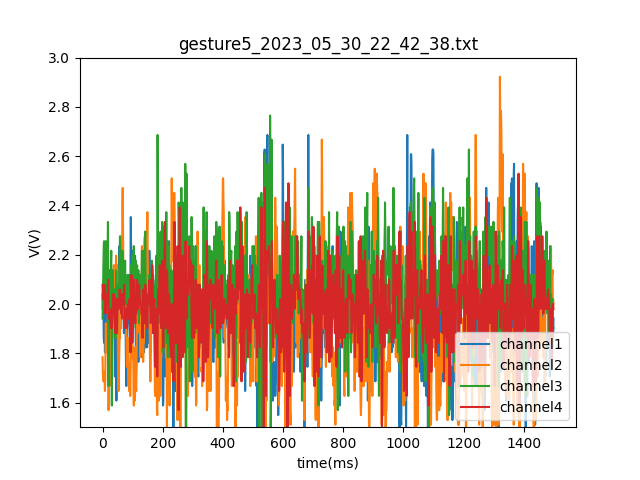 gesture5_2023_05_30_22_42_38.txt
3.0
2.8
2.6
2.4
2.2
2.0
1.8
1.6
V(V)
channel1
channel2
channel3
channel4
0 200 400 600 800 1000 1200 1400
time(ms)